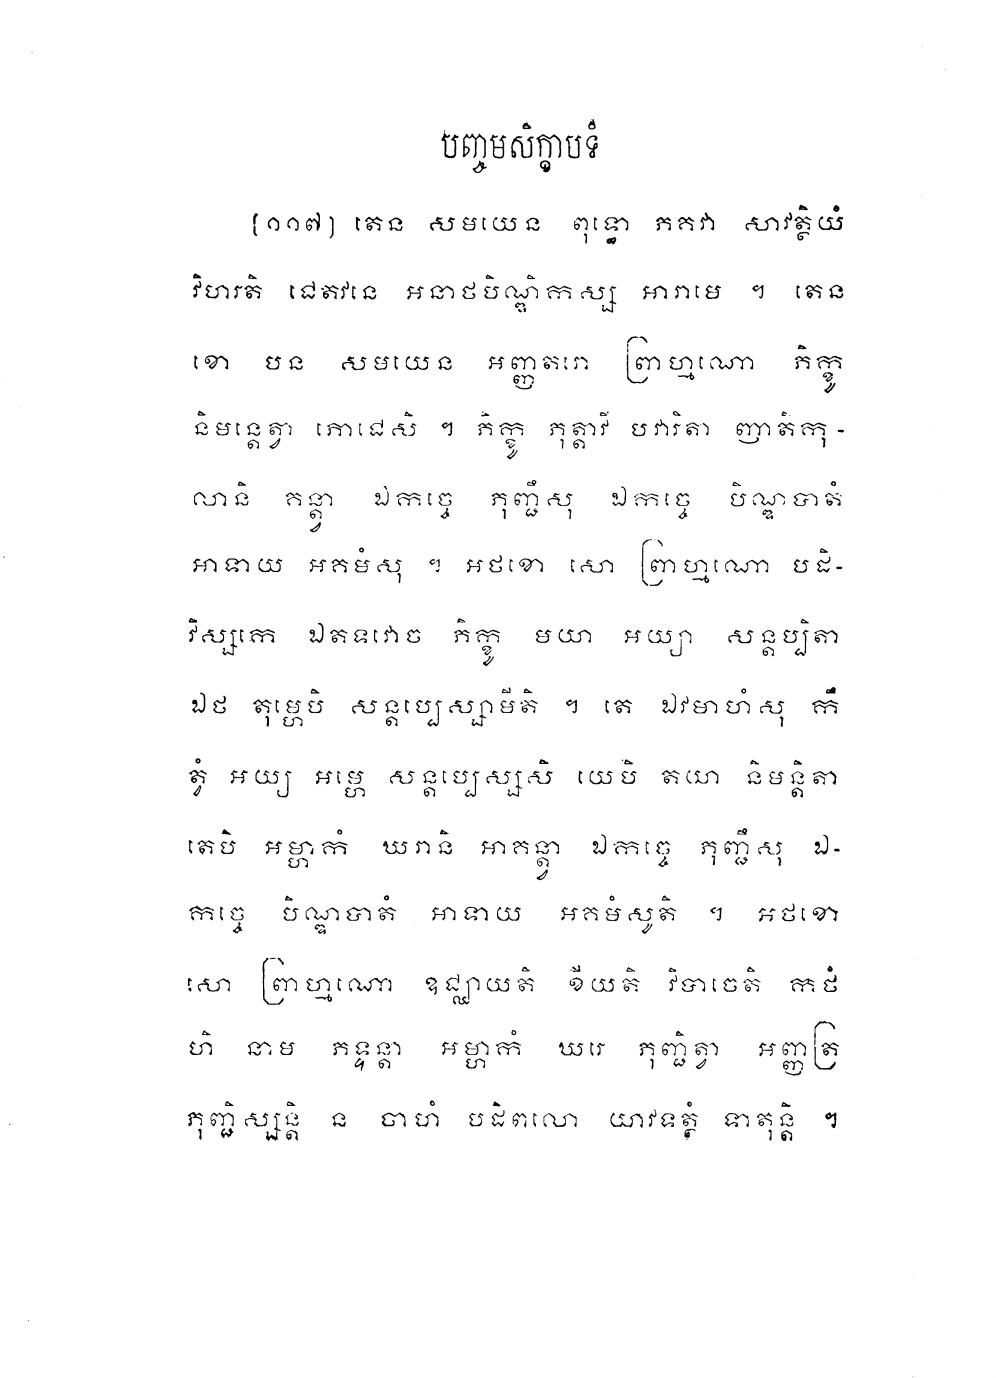 បញ្ចមសិក្ខាបទំ
[១១៧] តេន សមយេន ពុទ្ធោ ភគវា សាវត្ថិយំ
វិហរតិ ជេតវនេ អនាថបិណ្ឌិកស្ស អារាមេ ។ តេន
ខោ បន សមយេន អញ្ញតរោ ព្រាហ្មណោ ភិក្ខូ
និមន្តេត្វា ភោជេសិ ។ ភិក្ខូ ភុត្តាវី បវារិតា ញាតិកុ-
លានិ គន្ត្វា ឯកច្ចេ ភុញ្ជឹសុ ឯកច្ចេ បិណ្ឌបាតំ
អាទាយ អគមំសុ ។ អថខោ សោ ព្រាហ្មណោ បដិ-
វិស្សកេ ឯតទវោច ភិក្ខូ មយា អយ្យា សន្តប្បិតា
ឯថ តុម្ហេបិ សន្តប្បេស្សាមីតិ ។ តេ ឯវមាហំសុ កឹ
ត្វំ អយ្យ អម្ហេ សន្តប្បេស្សសិ យេបិ តយា និមន្តិតា
តេបិ អម្ហាកំ ឃរានិ អាគន្ត្វា ឯកច្ចេ ភុញ្ជឹសុ ឯ-
កច្ចេ បិណ្ឌបាតំ អាទាយ អគមំសូតិ ។ អថខោ
សោ ព្រាហ្មណោ ឧជ្ឈាយតិ ខីយតិ វិបាចេតិ កថំ
ហិ នាម ភទ្ទន្តា អម្ហាកំ ឃរេ ភុញ្ជិត្វា អញ្ញត្រ
ភុញ្ជិស្សន្តិ ន ចាហំ បដិពលោ យាវទត្ថំ ទាតុន្តិ ។